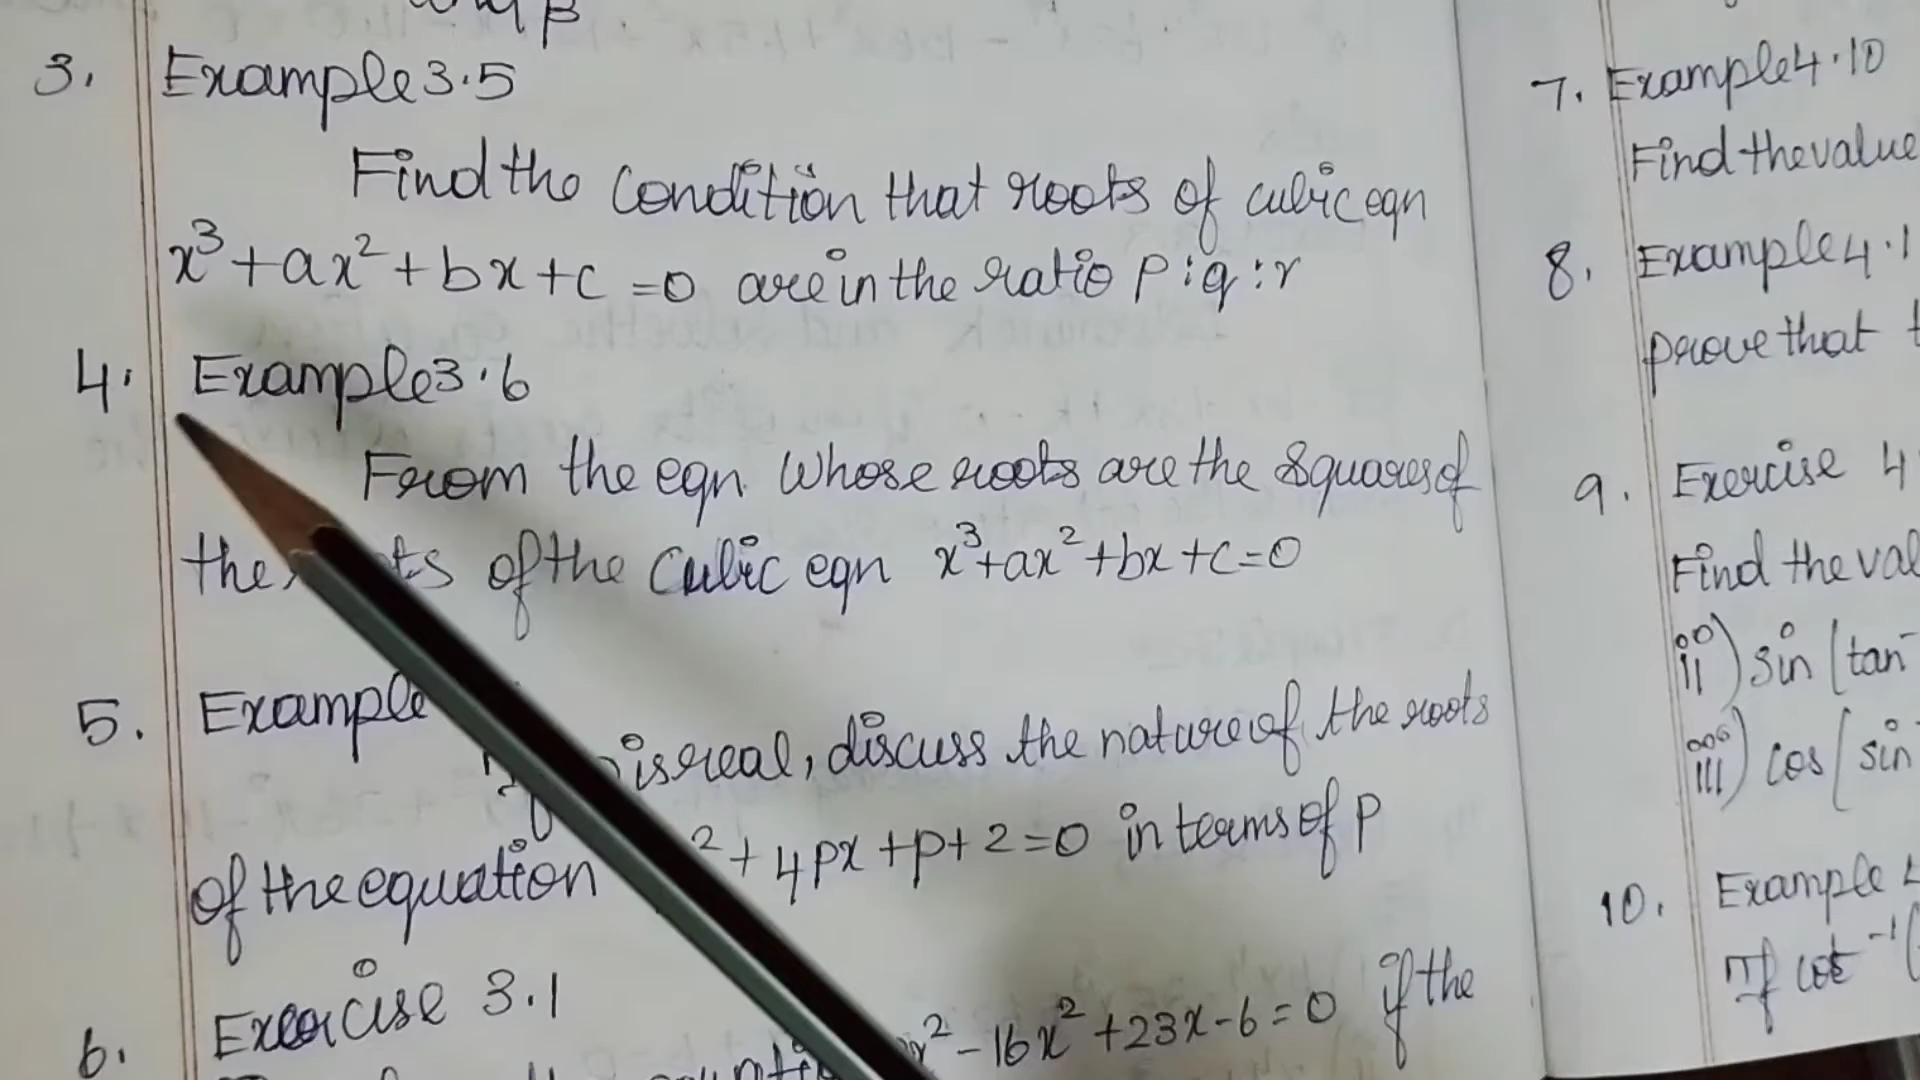 3. Example 3.5
Find the condition that roots of cubic eqn
x³+ax²+bx+c=0 are in the ratio p:q:r
4. Example 3.6
From the eqn. whose roots are the squares of
the of the cubic eqn x³+ax²+bx+c=0
5. Example
If is real, discuss the nature of the roots
of the equation ²+4px+p+2=0 in terms of p
6. Exercise 3.1
x²-16x²+23x-6=0 if the
7. Example 4.10
Find the value
8. Example 4.1
prove that
9. Exercise 4
Find the val
ii) sin(tan⁻
iii) cos(sin⁻
10. Example
If cot⁻¹(